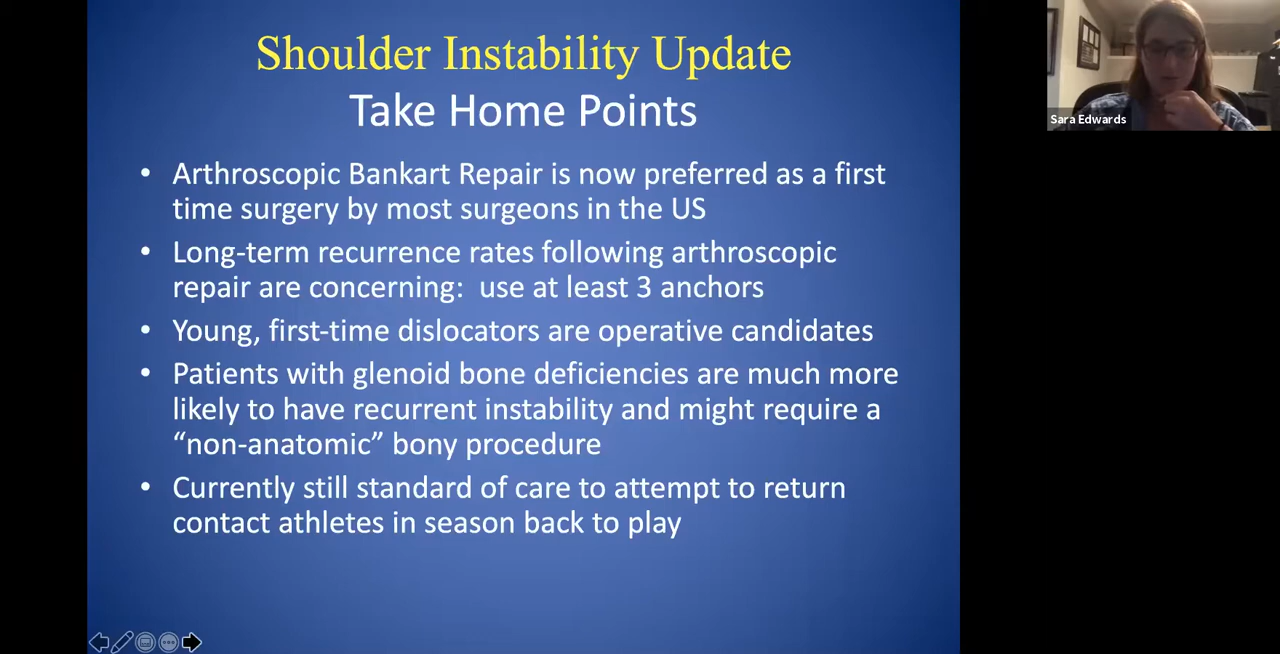 Shoulder Instability Update
Take Home Points
• Arthroscopic Bankart Repair is now preferred as a first
time surgery by most surgeons in the US
• Long-term recurrence rates following arthroscopic
repair are concerning:  use at least 3 anchors
• Young, first-time dislocators are operative candidates
• Patients with glenoid bone deficiencies are much more
likely to have recurrent instability and might require a
“non-anatomic” bony procedure
• Currently still standard of care to attempt to return
contact athletes in season back to play
Sara Edwards